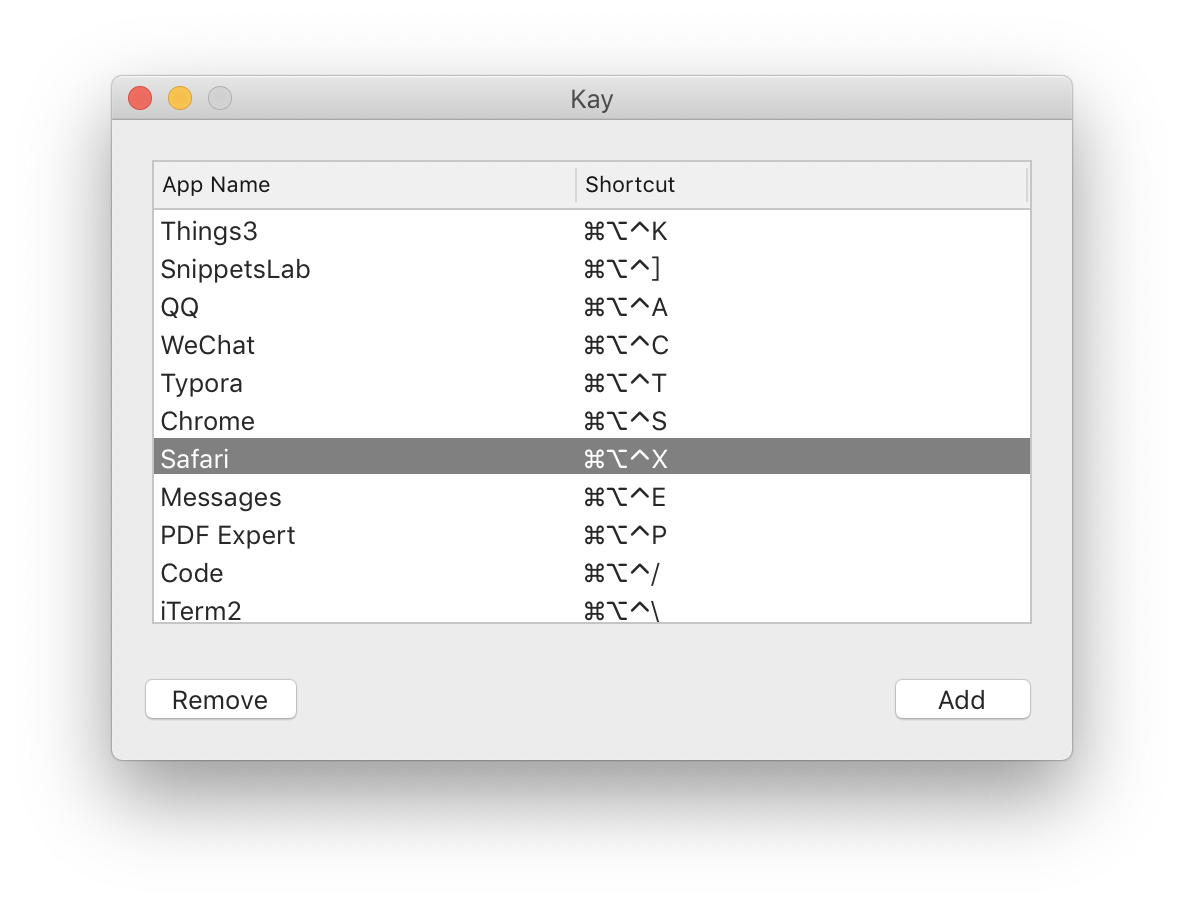 Kay
App Name Shortcut
Things3 ⌘⌥^K
SnippetsLab ⌘⌥^]
QQ ⌘⌥^A
WeChat ⌘⌥^C
Typora ⌘⌥^T
Chrome ⌘⌥^S
Safari ⌘⌥^X
Messages ⌘⌥^E
PDF Expert ⌘⌥^P
Code ⌘⌥^/
iTerm2 ⌘⌥^\
Remove Add